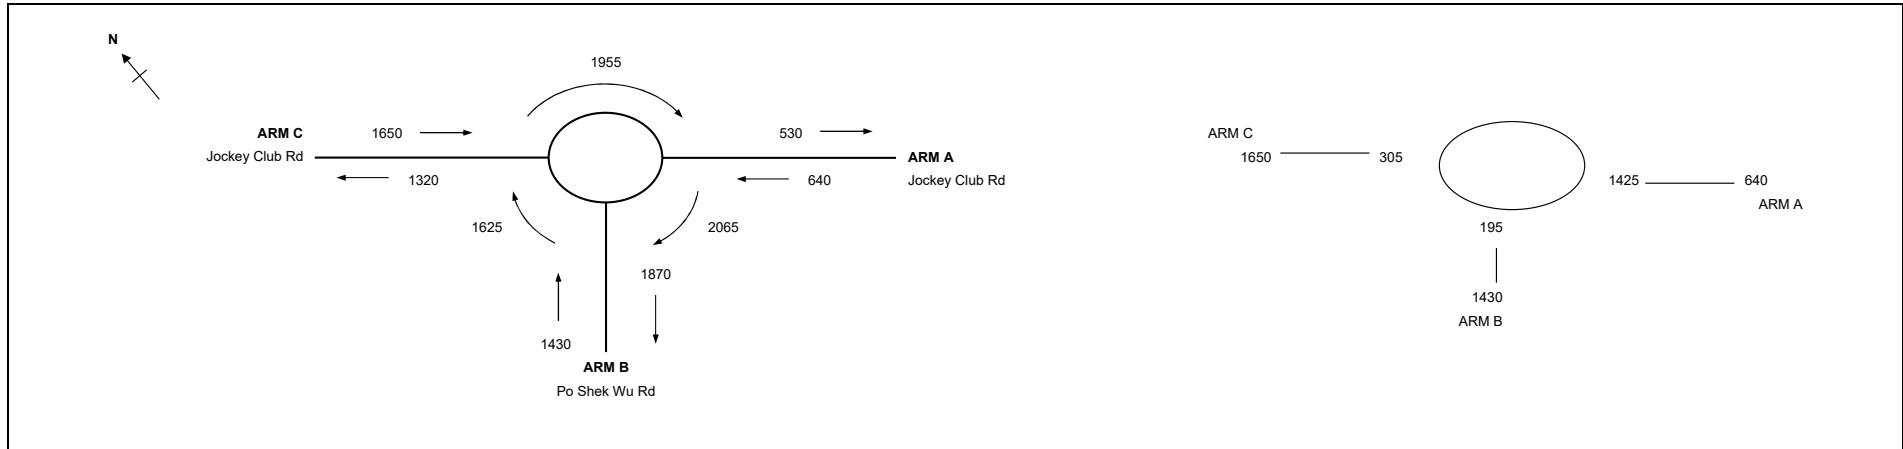 N
1955
ARM C
1650
530
Jockey Club Rd
ARM A
1320
640
Jockey Club Rd
1625
2065
1870
1430
ARM B
Po Shek Wu Rd
ARM C
1650
305
1425
640
ARM A
195
1430
ARM B